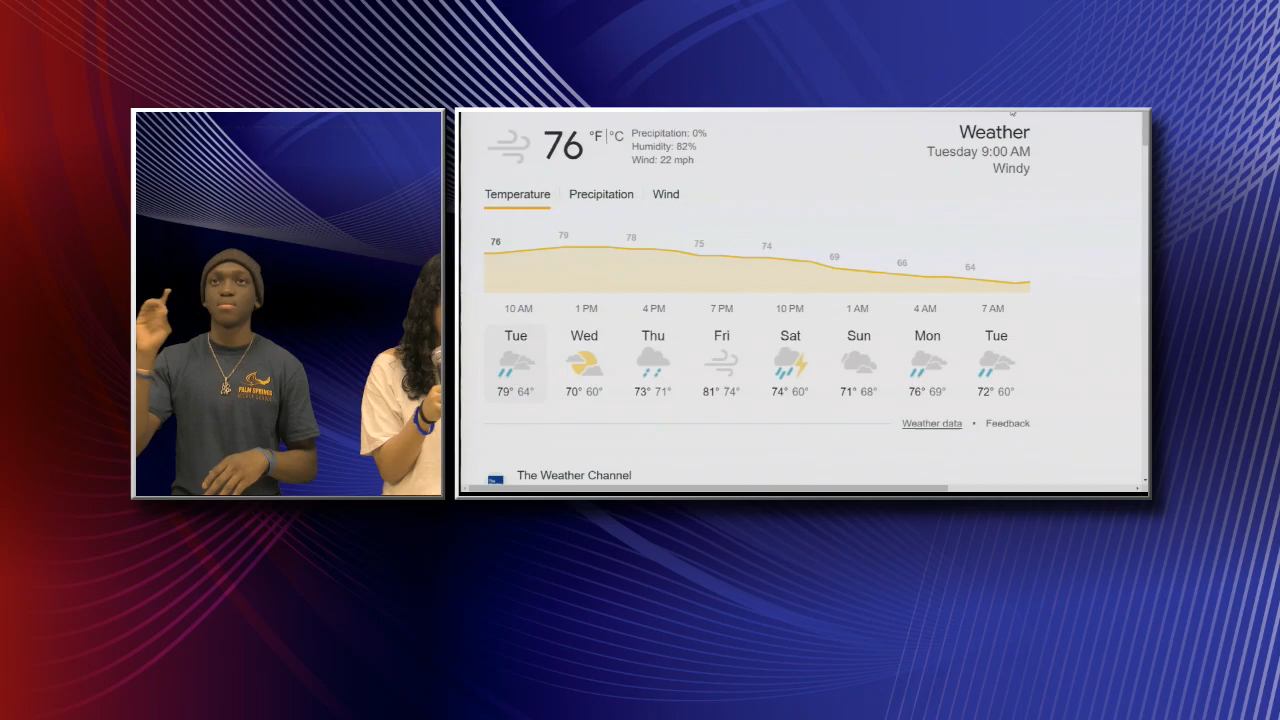 PALM SPRINGS
76 °F | °C
Precipitation: 0%
Humidity: 82%
Wind: 22 mph
Weather
Tuesday 9:00 AM
Windy
Temperature Precipitation Wind
76 79 78 75 74 69 66 64
10 AM 1 PM 4 PM 7 PM 10 PM 1 AM 4 AM 7 AM
Tue Wed Thu Fri Sat Sun Mon Tue
79° 64° 70° 60° 73° 71° 81° 74° 74° 60° 71° 68° 76° 69° 72° 60°
Weather data • Feedback
The Weather Channel